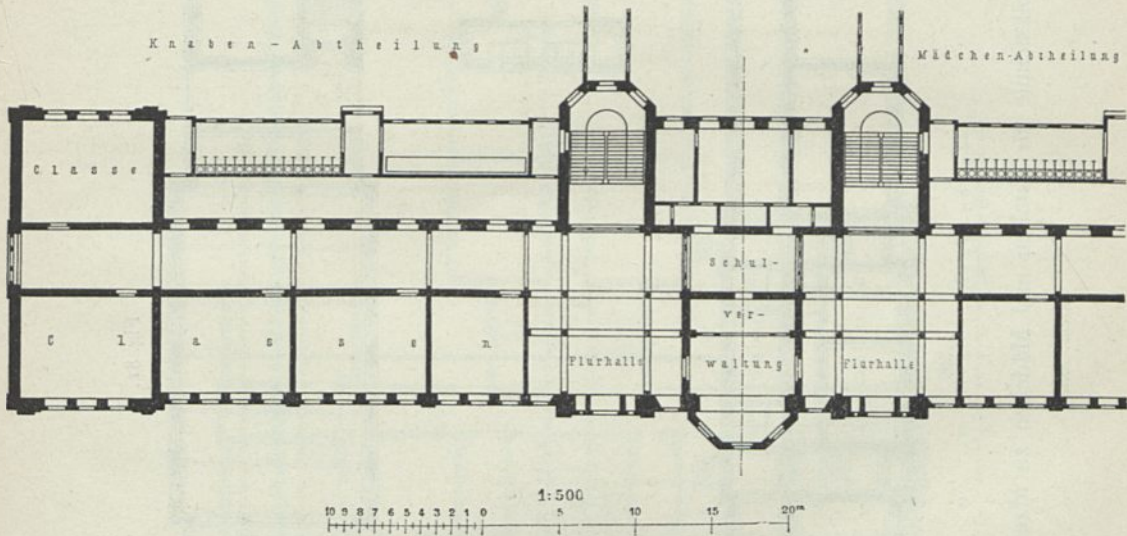 Knaben-Abtheilung
Mädchen-Abtheilung
Classe
Schul-
ver-
Classen
Flurhalle
waltung
Flurhalle
1:500
10 9 8 7 6 5 4 3 2 1 0 5 10 15 20m